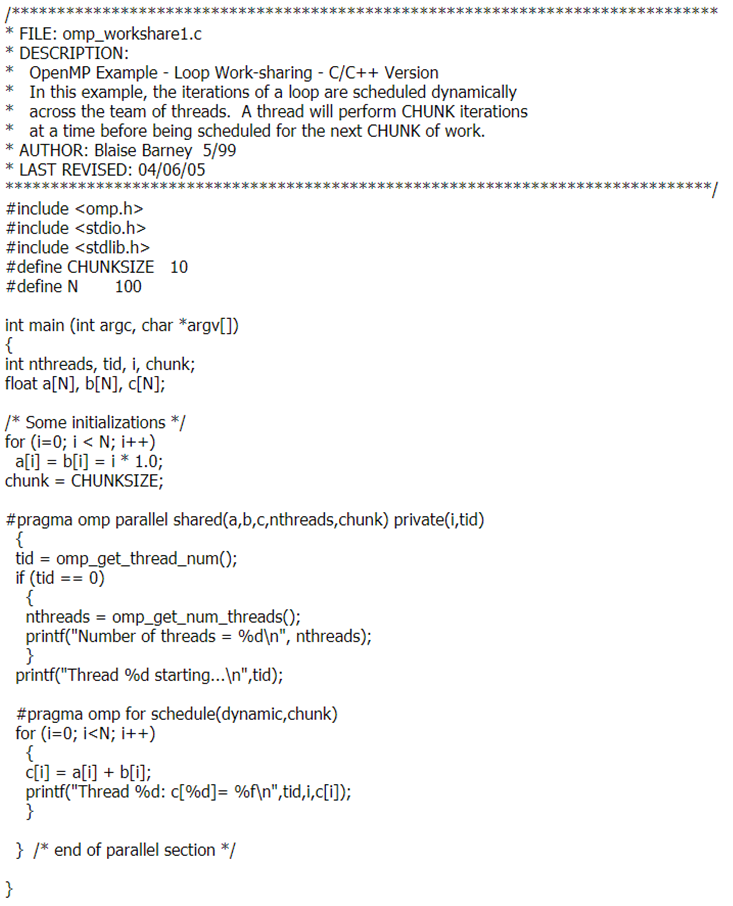 /******************************************************************************
* FILE: omp_workshare1.c
* DESCRIPTION:
*   OpenMP Example - Loop Work-sharing - C/C++ Version
*   In this example, the iterations of a loop are scheduled dynamically
*   across the team of threads.  A thread will perform CHUNK iterations
*   at a time before being scheduled for the next CHUNK of work.
* AUTHOR: Blaise Barney  5/99
* LAST REVISED: 04/06/05
******************************************************************************/
#include <omp.h>
#include <stdio.h>
#include <stdlib.h>
#define CHUNKSIZE   10
#define N       100

int main (int argc, char *argv[])
{
int nthreads, tid, i, chunk;
float a[N], b[N], c[N];

/* Some initializations */
for (i=0; i < N; i++)
  a[i] = b[i] = i * 1.0;
chunk = CHUNKSIZE;

#pragma omp parallel shared(a,b,c,nthreads,chunk) private(i,tid)
  {
  tid = omp_get_thread_num();
  if (tid == 0)
    {
    nthreads = omp_get_num_threads();
    printf("Number of threads = %d\n", nthreads);
    }
  printf("Thread %d starting...\n",tid);

  #pragma omp for schedule(dynamic,chunk)
  for (i=0; i<N; i++)
    {
    c[i] = a[i] + b[i];
    printf("Thread %d: c[%d]= %f\n",tid,i,c[i]);
    }

  }  /* end of parallel section */

}